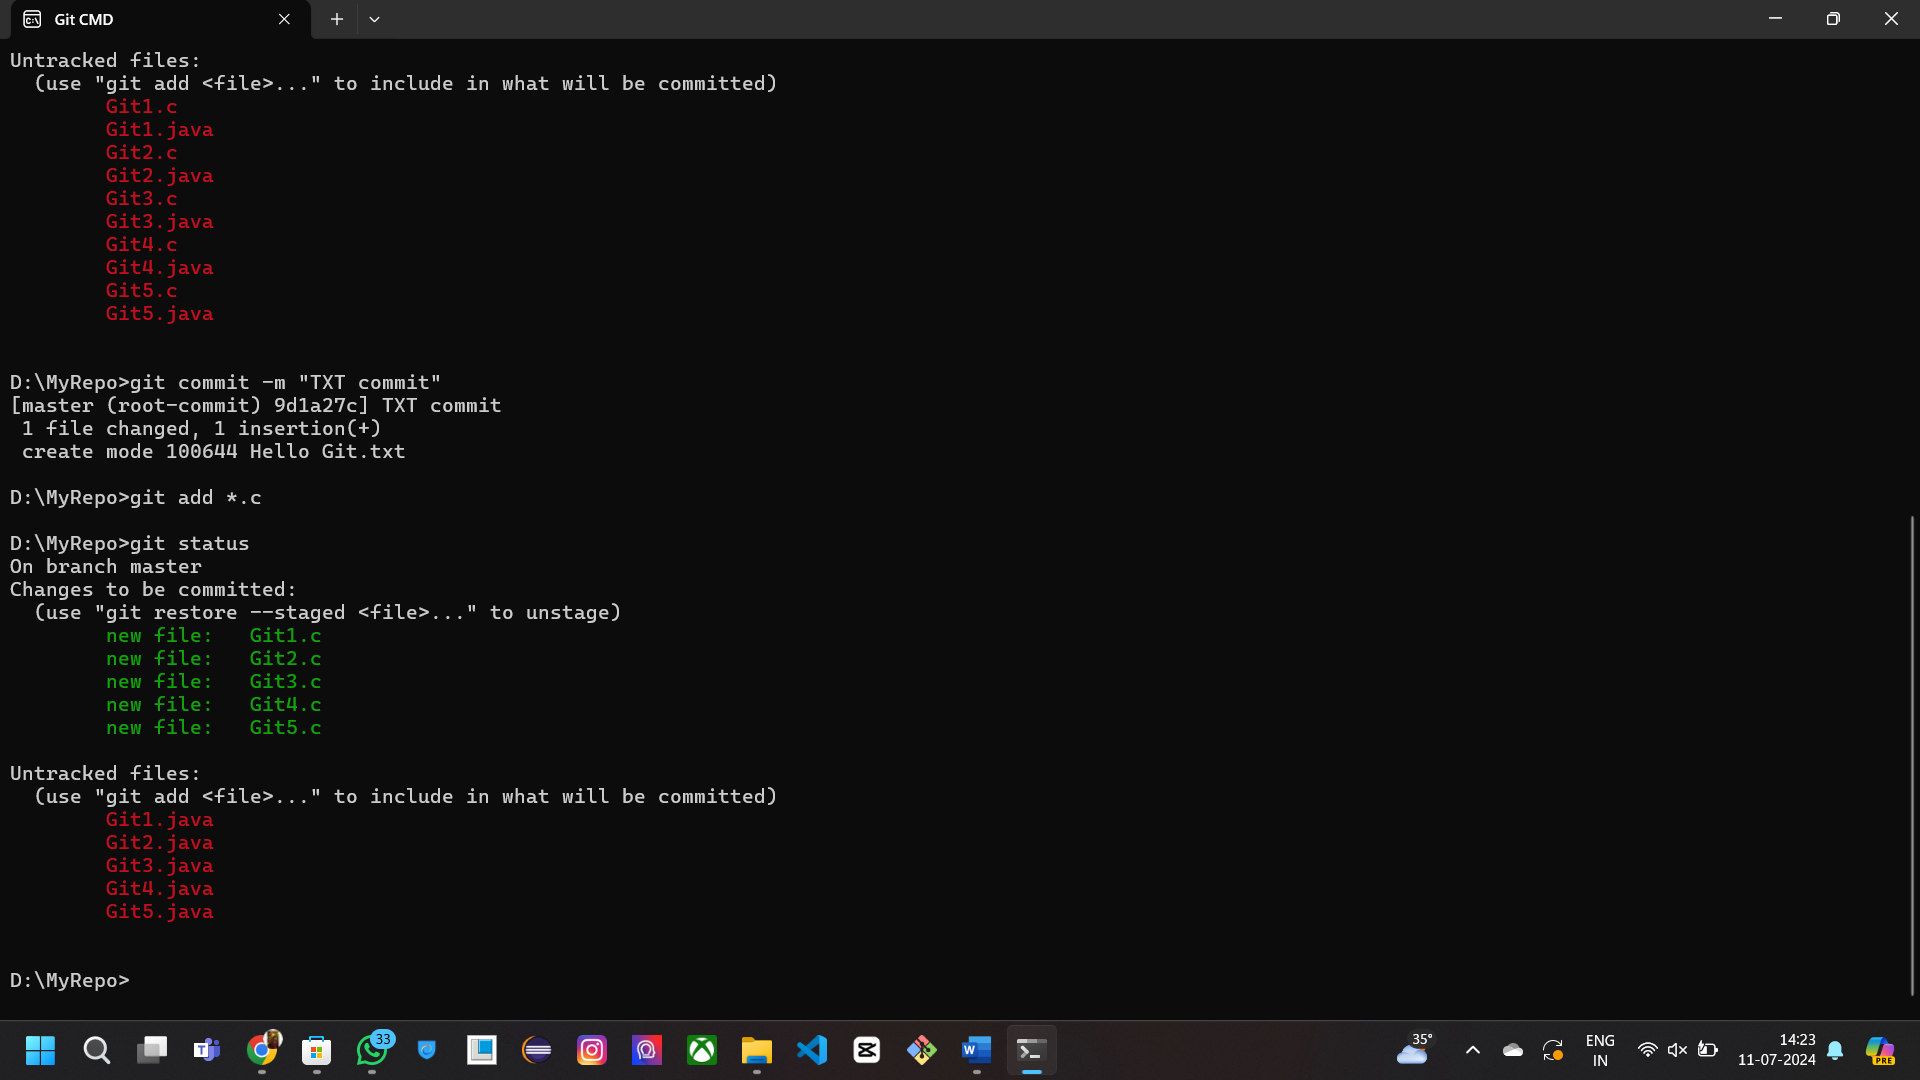 Git CMD
Untracked files:
  (use "git add <file>..." to include in what will be committed)
        Git1.c
        Git1.java
        Git2.c
        Git2.java
        Git3.c
        Git3.java
        Git4.c
        Git4.java
        Git5.c
        Git5.java
D:\MyRepo>git commit -m "TXT commit"
[master (root-commit) 9d1a27c] TXT commit
 1 file changed, 1 insertion(+)
 create mode 100644 Hello Git.txt
D:\MyRepo>git add *.c
D:\MyRepo>git status
On branch master
Changes to be committed:
  (use "git restore --staged <file>..." to unstage)
        new file:   Git1.c
        new file:   Git2.c
        new file:   Git3.c
        new file:   Git4.c
        new file:   Git5.c
Untracked files:
  (use "git add <file>..." to include in what will be committed)
        Git1.java
        Git2.java
        Git3.java
        Git4.java
        Git5.java
D:\MyRepo>
33
35°
ENG
IN
14:23
11-07-2024
PRE